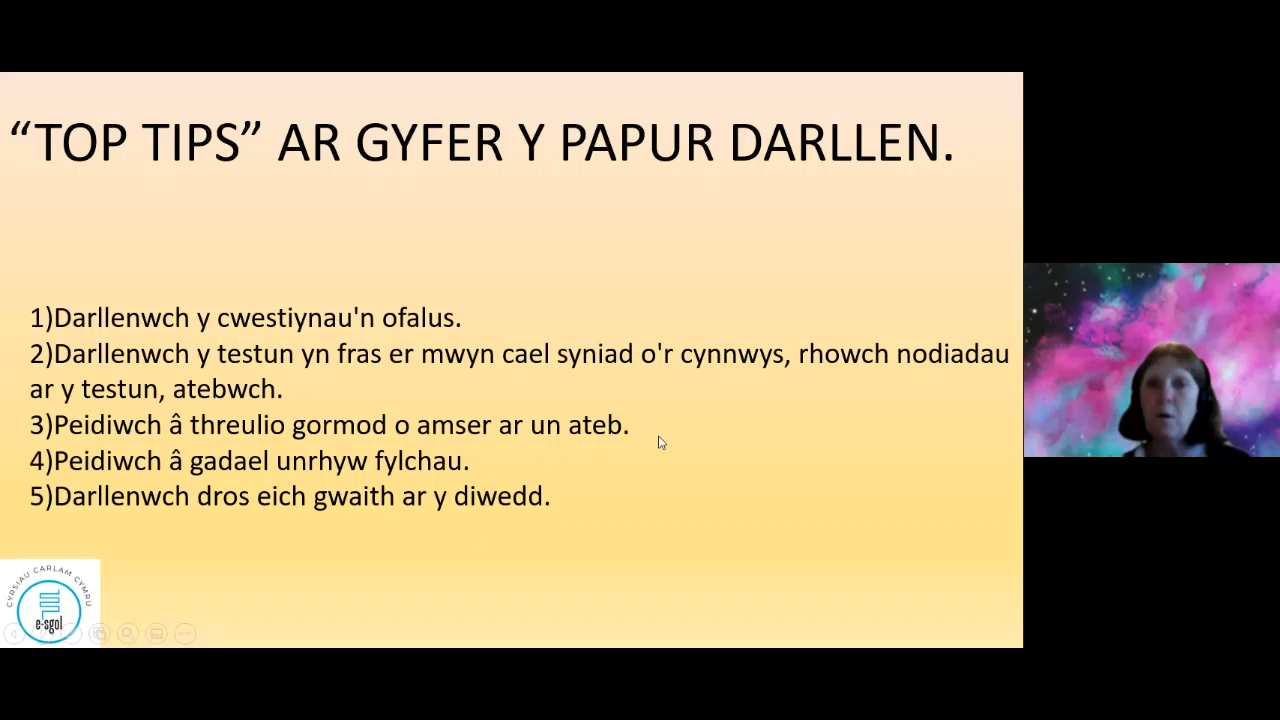 “TOP TIPS” AR GYFER Y PAPUR DARLLEN.
1)Darllenwch y cwestiynau'n ofalus.
2)Darllenwch y testun yn fras er mwyn cael syniad o'r cynnwys, rhowch nodiadau
ar y testun, atebwch.
3)Peidiwch â threulio gormod o amser ar un ateb.
4)Peidiwch â gadael unrhyw fylchau.
5)Darllenwch dros eich gwaith ar y diwedd.
CYRSIAU CARLAM CYMRU
e-sgol